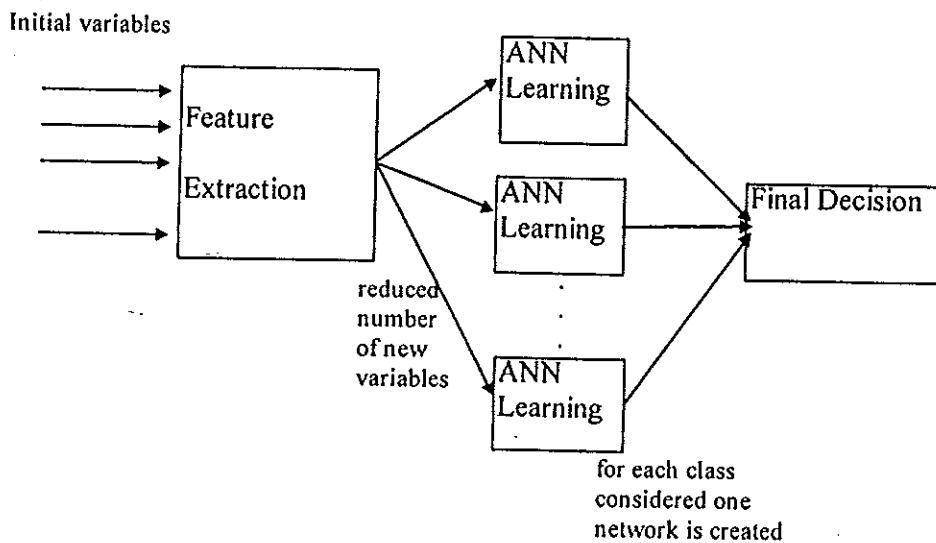 Initial variables
Feature
Extraction
ANN
Learning
ANN
Learning
reduced
number
of new
variables
ANN
Learning
Final Decision
for each class
considered one
network is created